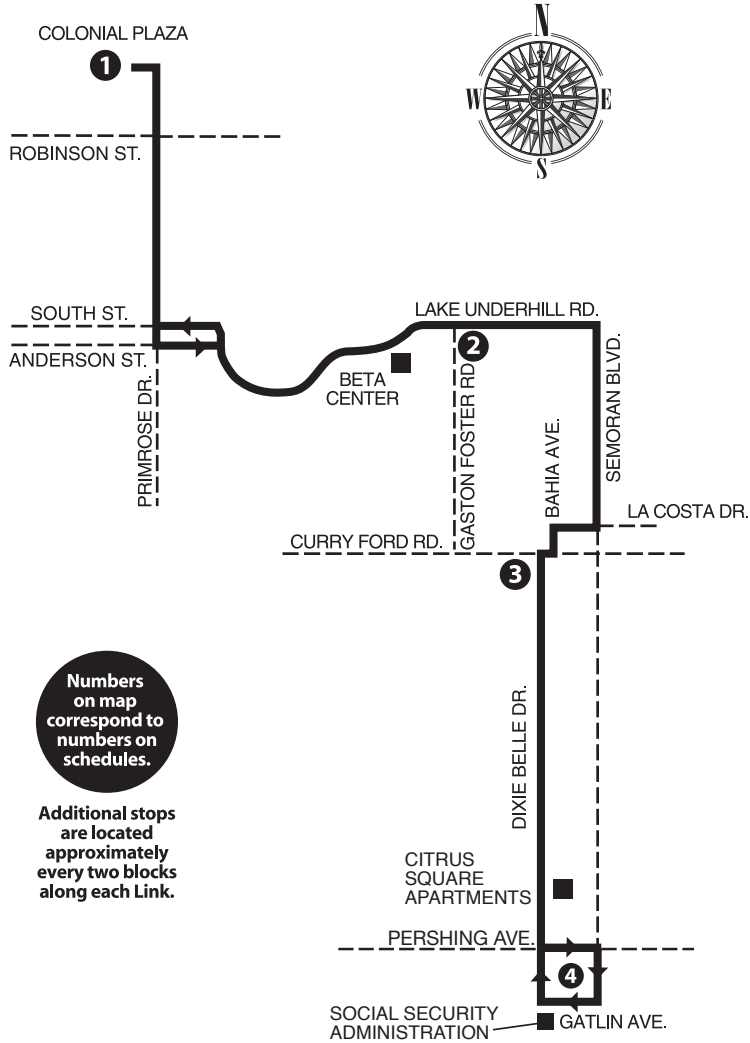 N
COLONIAL PLAZA
1
W
E
S
ROBINSON ST.
SOUTH ST.
ANDERSON ST.
PRIMROSE DR.
LAKE UNDERHILL RD.
2
BETA
CENTER
GASTON FOSTER RD.
SEMORAN BLVD.
BAHIA AVE.
LA COSTA DR.
CURRY FORD RD.
3
Numbers
on map
correspond to
numbers on
schedules.
Additional stops
are located
approximately
every two blocks
along each Link.
DIXIE BELLE DR.
CITRUS
SQUARE
APARTMENTS
PERSHING AVE.
4
SOCIAL SECURITY
ADMINISTRATION
GATLIN AVE.